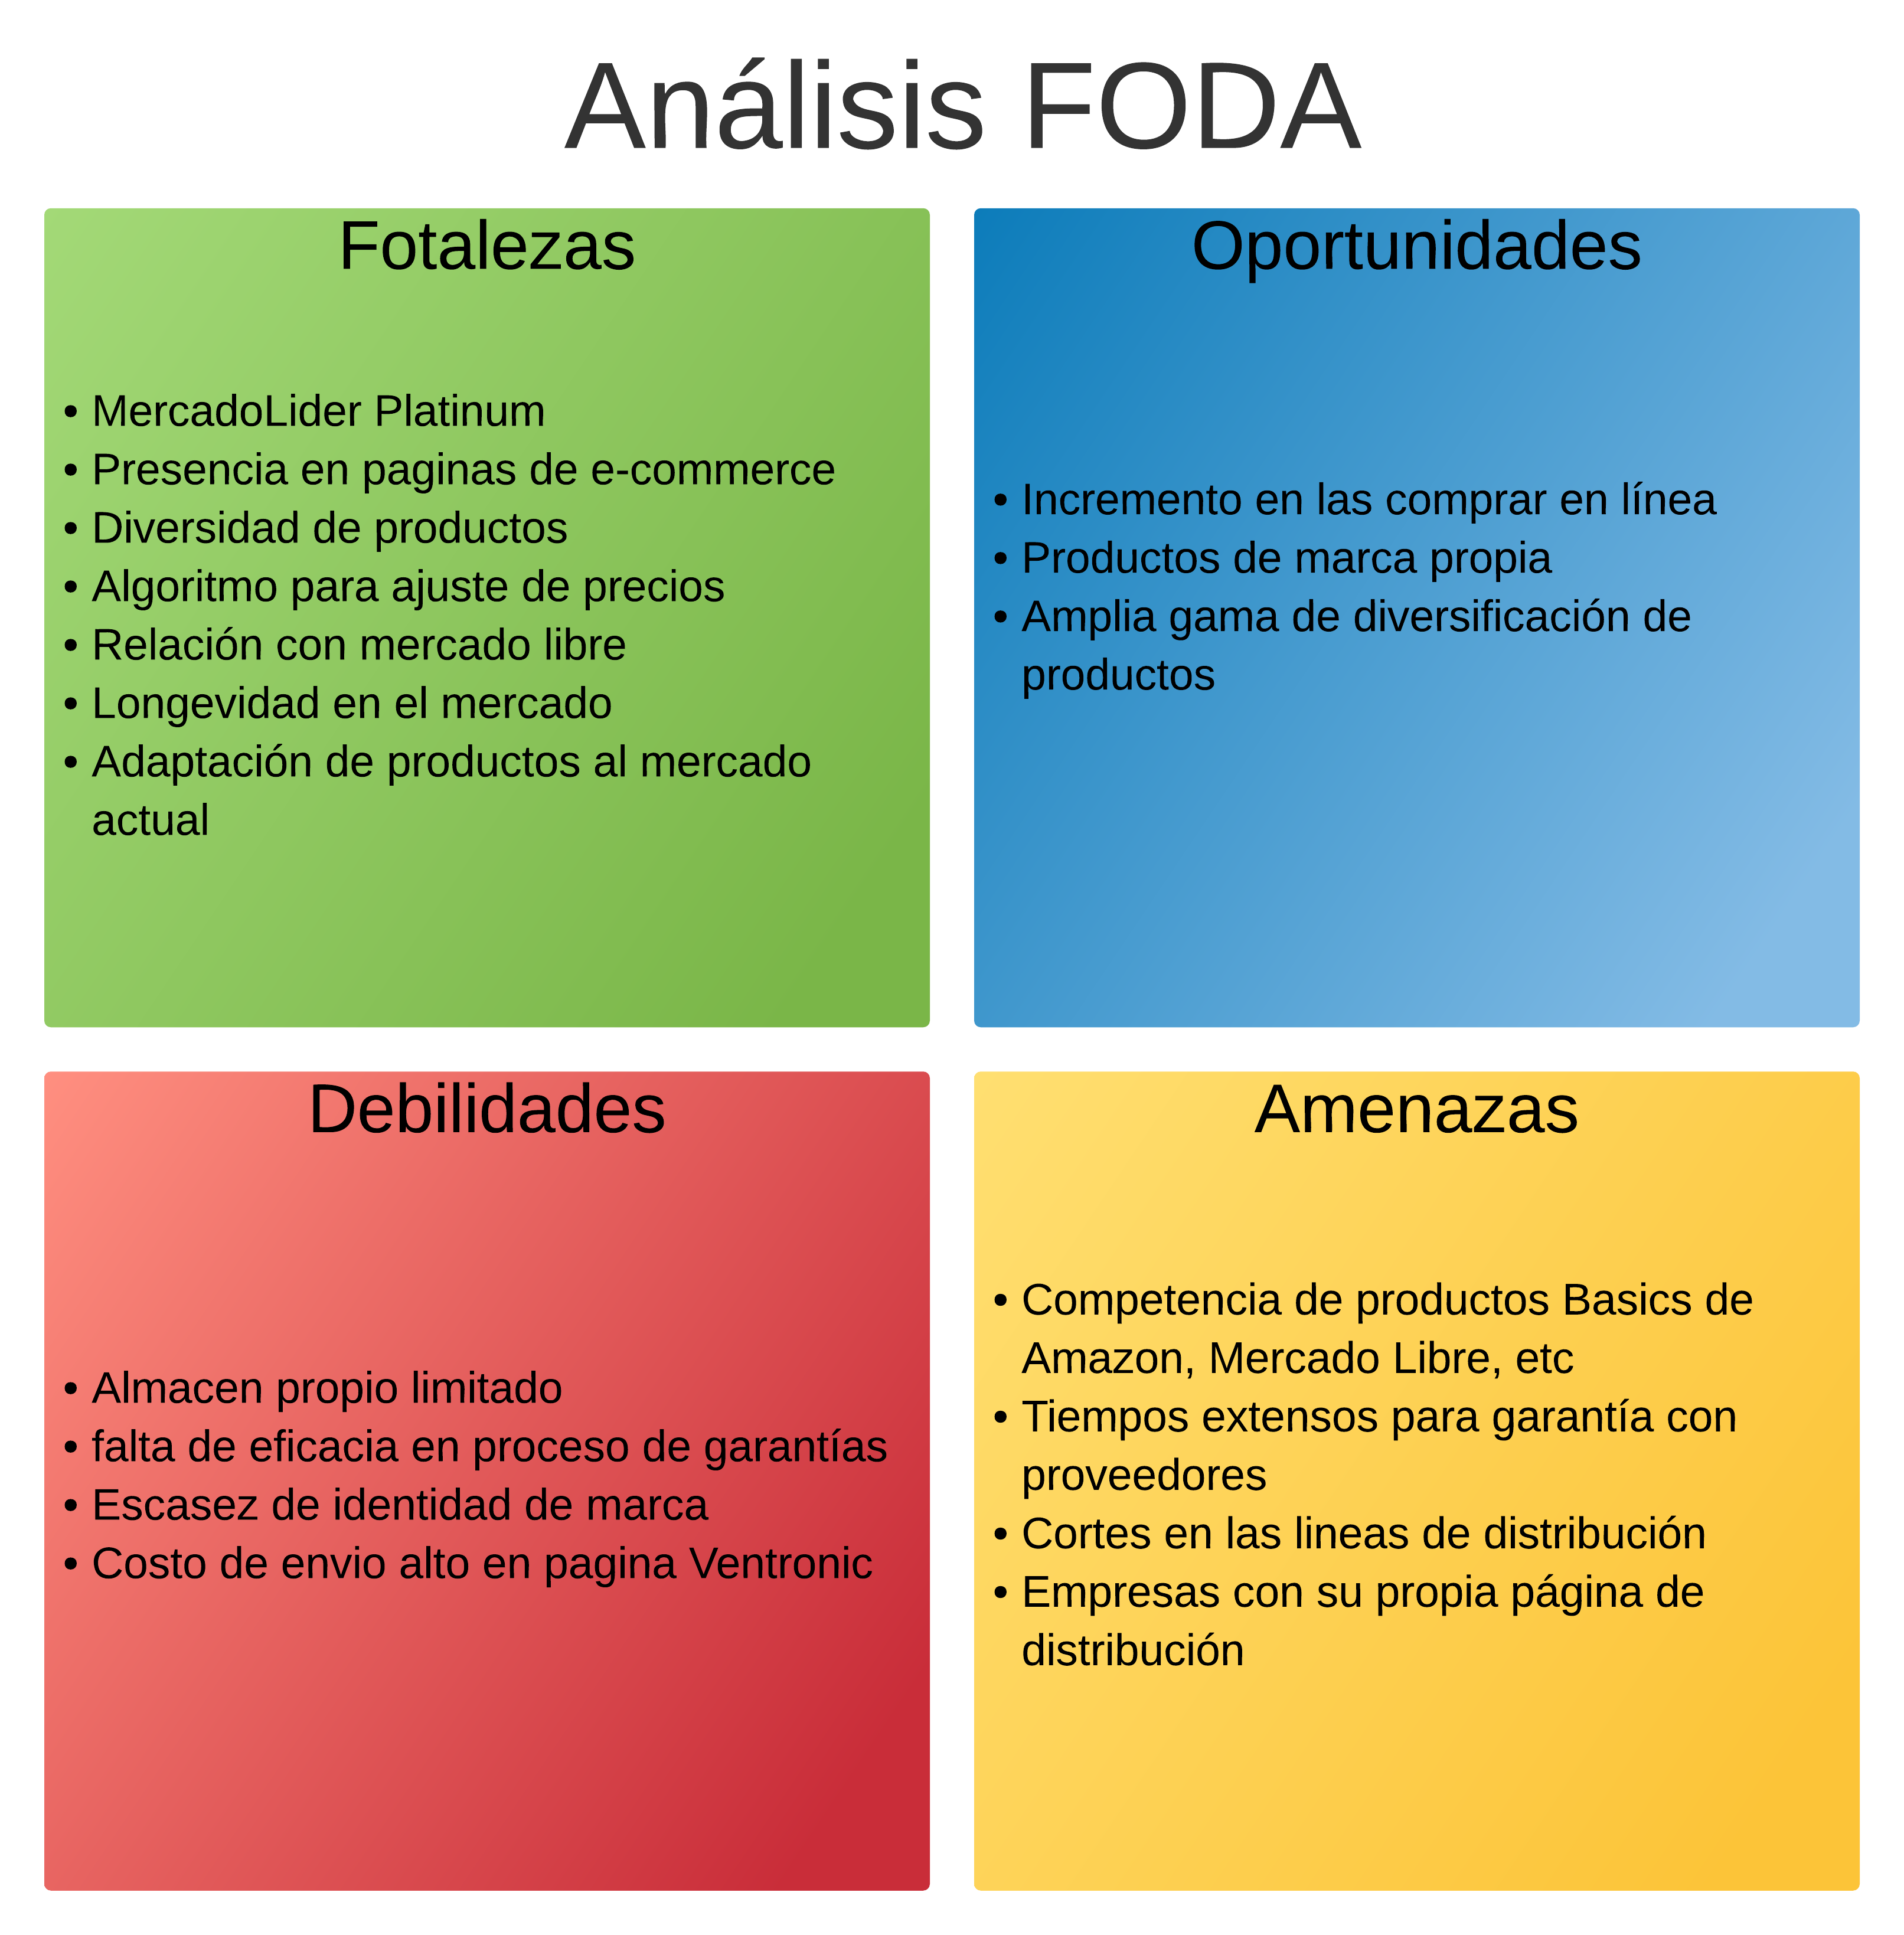 Análisis FODA
Fotalezas
• MercadoLider Platinum
• Presencia en paginas de e-commerce
• Diversidad de productos
• Algoritmo para ajuste de precios
• Relación con mercado libre
• Longevidad en el mercado
• Adaptación de productos al mercado
actual
Oportunidades
• Incremento en las comprar en línea
• Productos de marca propia
• Amplia gama de diversificación de
productos
Debilidades
• Almacen propio limitado
• falta de eficacia en proceso de garantías
• Escasez de identidad de marca
• Costo de envio alto en pagina Ventronic
Amenazas
• Competencia de productos Basics de
Amazon, Mercado Libre, etc
• Tiempos extensos para garantía con
proveedores
• Cortes en las lineas de distribución
• Empresas con su propia página de
distribución